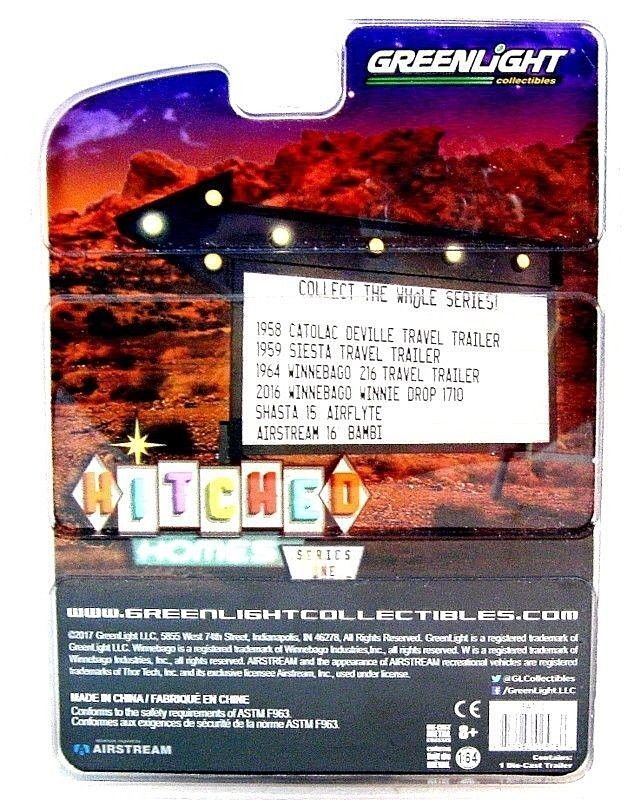 GREENLiGHT
collectibles
COLLECT THE WHOLE SERIES!
1958 CATOLAC DEVILLE TRAVEL TRAILER
1959 SIESTA TRAVEL TRAILER
1964 WINNEBAGO 216 TRAVEL TRAILER
2016 WINNEBAGO WINNIE DROP 1710
SHASTA 15' AIRFLYTE
AIRSTREAM 16' BAMBI
HITCHED
HOMES
SERIES
ONE
WWW.GREENLIGHTCOLLECTIBLES.COM
©2017 GreenLight LLC, 5855 West 74th Street, Indianapolis, IN 46278, All Rights Reserved. GreenLight is a registered trademark of
GreenLight LLC. Winnebago is a registered trademark of Winnebago Industries, Inc., all rights reserved. W is a registered trademark of
Winnebago Industries, Inc., all rights reserved. AIRSTREAM and the appearance of AIRSTREAM recreational vehicles are registered
trademarks of Thor Tech, Inc. and its exclusive licensee Airstream, Inc., used under license.
@GLCollectibles
/GreenLight.LLC
MADE IN CHINA / FABRIQUÉ EN CHINE
Conforms to the safety requirements of ASTM F963.
Conformes aux exigences de sécurité de la norme ASTM F963.
CE
8+
1:64
AIRSTREAM
Contains:
1 Die-Cast Trailer